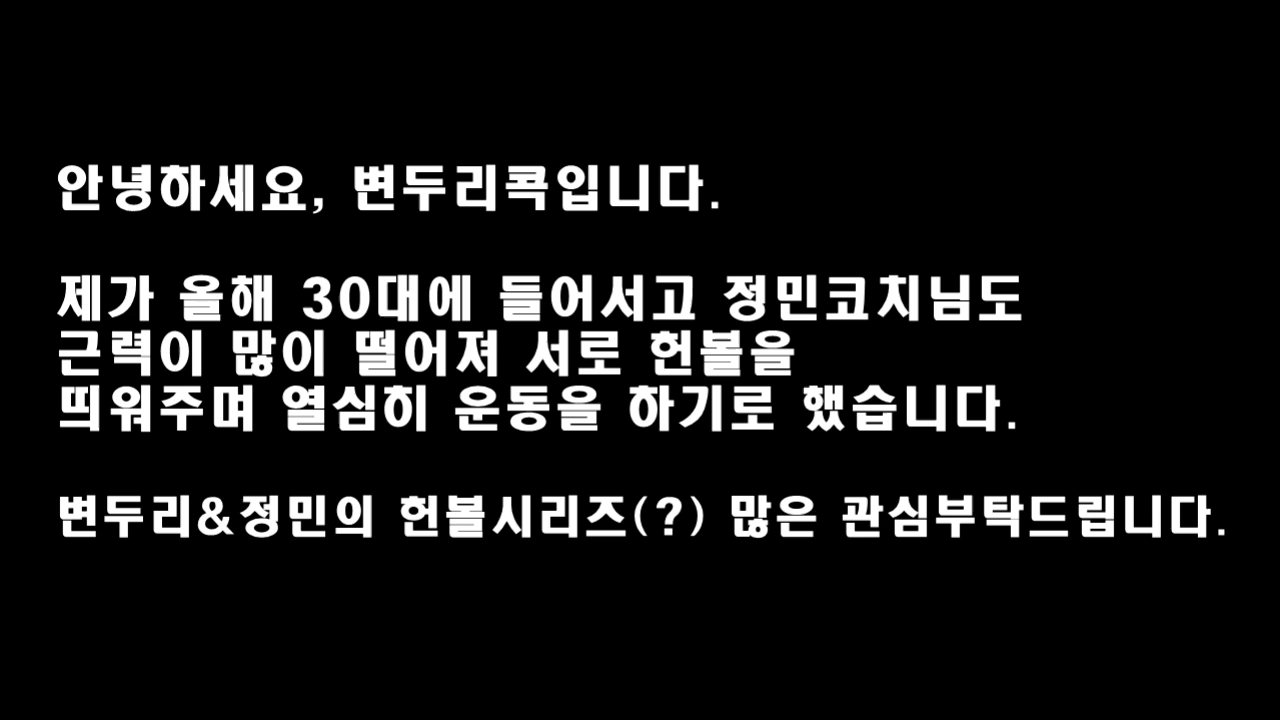 안녕하세요, 변두리콕입니다.
제가 올해 30대에 들어서고 정민코치님도
근력이 많이 떨어져 서로 헌볼을
띄워주며 열심히 운동을 하기로 했습니다.
변두리&정민의 헌볼시리즈(?) 많은 관심부탁드립니다.